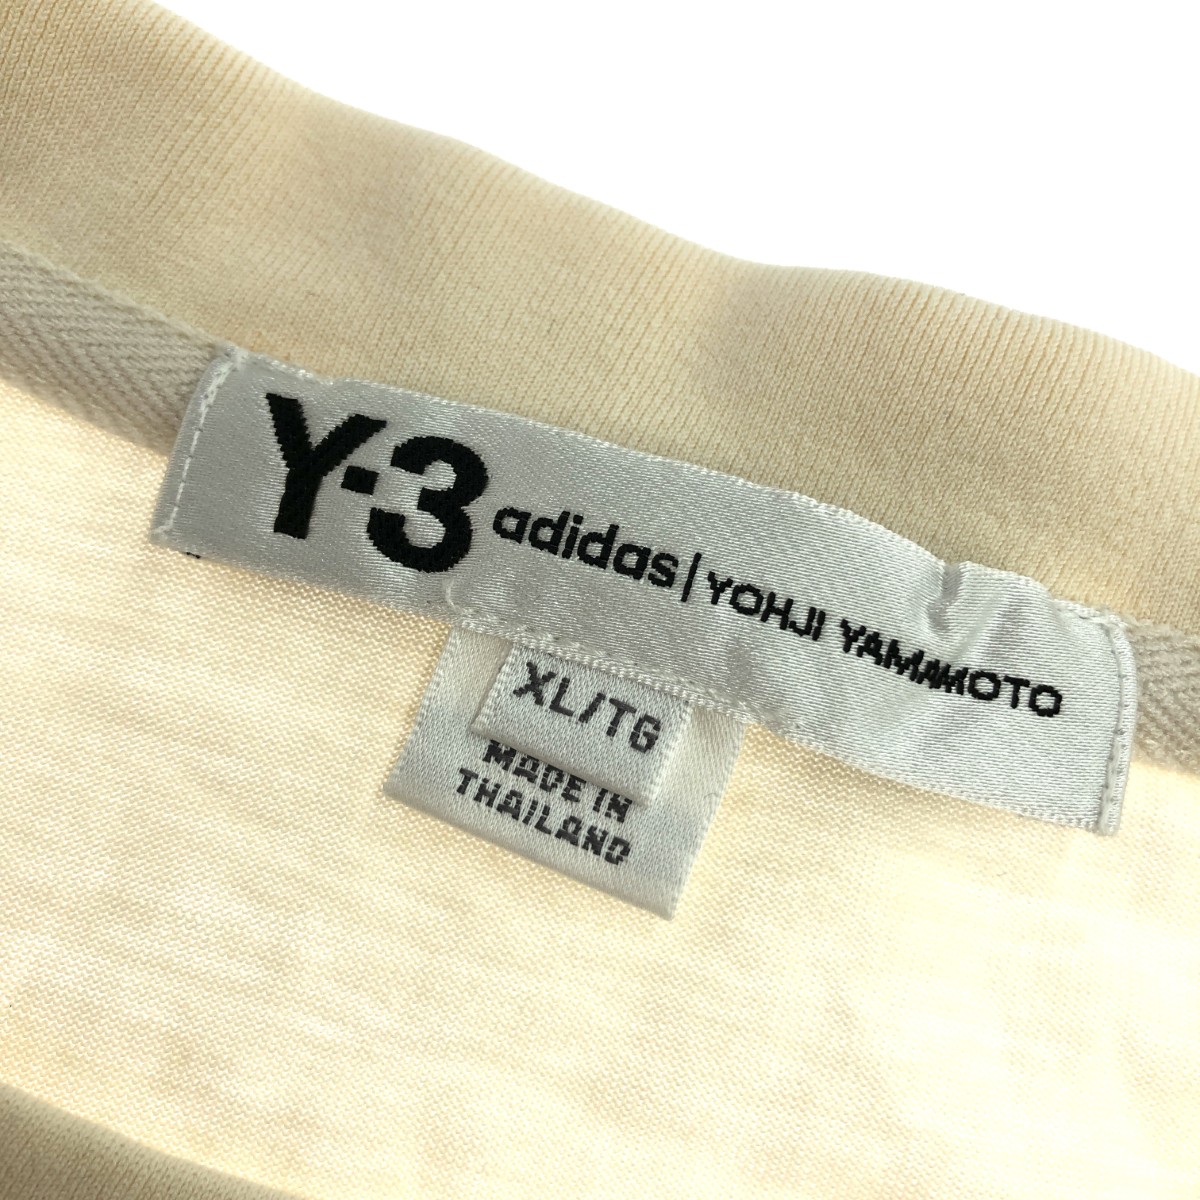 Y-3 adidas | YOHJI YAMAMOTO
XL/TG
MADE IN
THAILAND